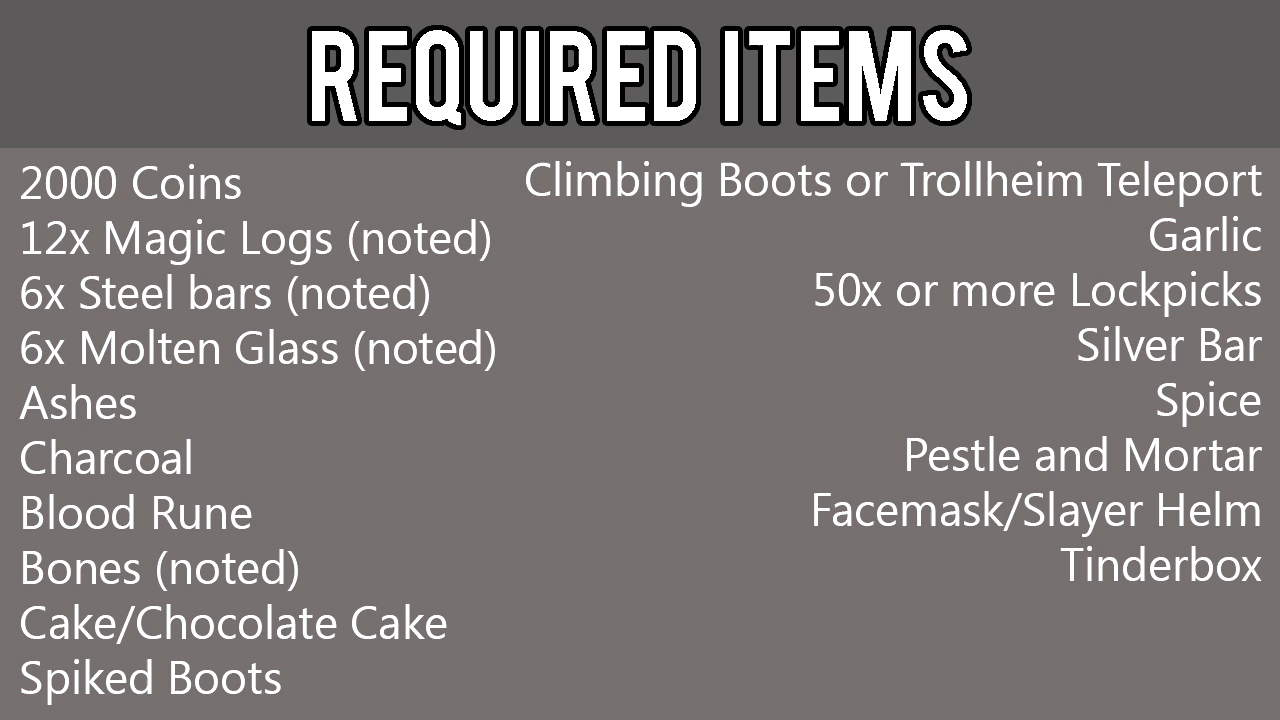 REQUIRED ITEMS
2000 Coins
12x Magic Logs (noted)
6x Steel bars (noted)
6x Molten Glass (noted)
Ashes
Charcoal
Blood Rune
Bones (noted)
Cake/Chocolate Cake
Spiked Boots
Climbing Boots or Trollheim Teleport
Garlic
50x or more Lockpicks
Silver Bar
Spice
Pestle and Mortar
Facemask/Slayer Helm
Tinderbox